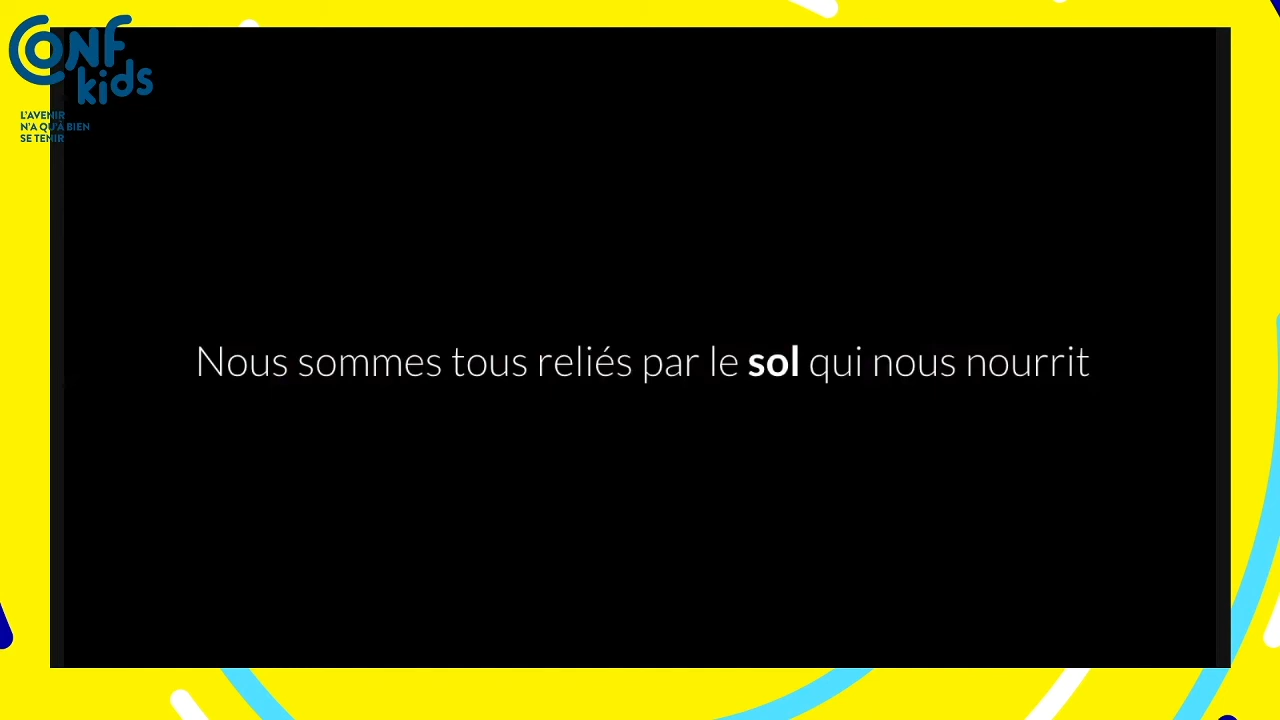 CONF
kids
L'AVENIR
N'A QU'À BIEN
SE TENIR
Nous sommes tous reliés par le sol qui nous nourrit